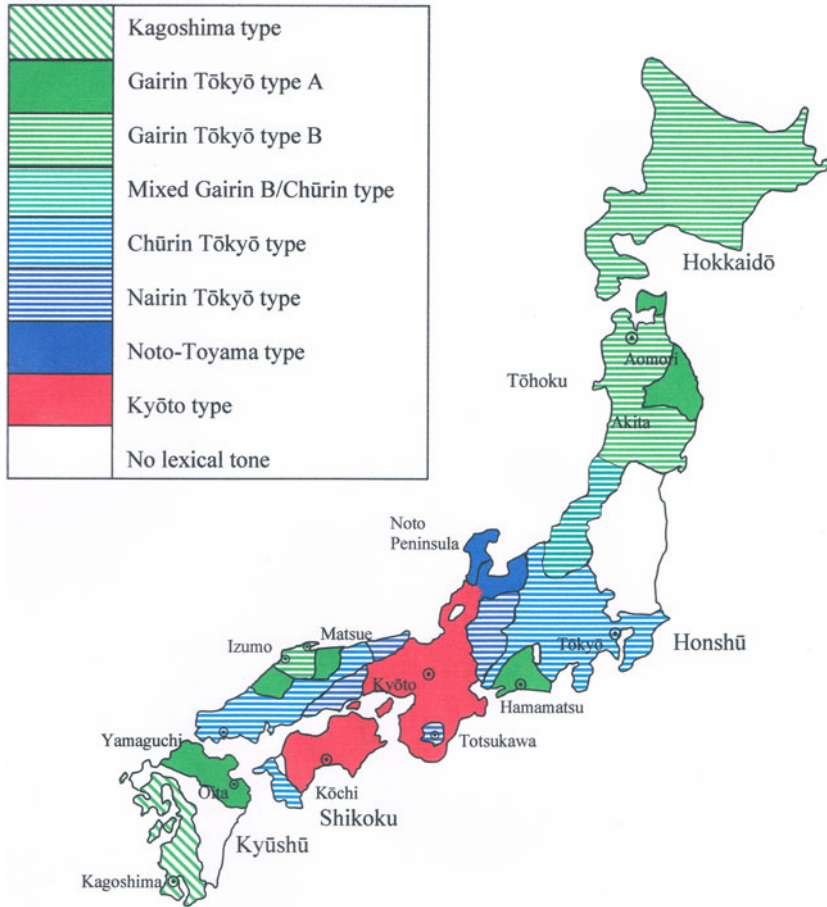 Kagoshima type
Gairin Tōkyō type A
Gairin Tōkyō type B
Mixed Gairin B/Chūrin type
Chūrin Tōkyō type
Nairin Tōkyō type
Noto-Toyama type
Kyōto type
No lexical tone
Hokkaidō
Aomori
Tōhoku
Akita
Noto
Peninsula
Matsue
Izumo
Tōkyō
Honshū
Kyōto
Hamamatsu
Yamaguchi
Totsukawa
Oita
Kōchi
Shikoku
Kyūshū
Kagoshima